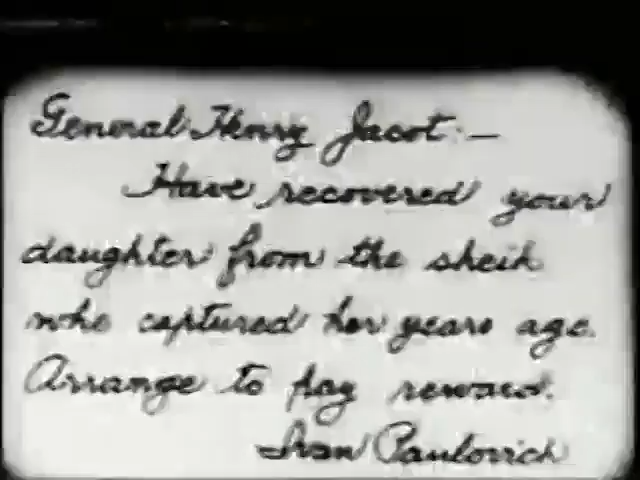 General Henry Jacot:—
Have recovered your
daughter from the sheik
who captured her years ago.
Arrange to pay reward.
Ivan Paulovich